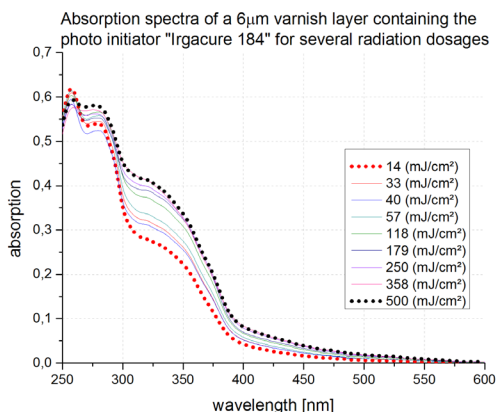 Absorption spectra of a 6μm varnish layer containing the
photo initiator "Irgacure 184" for several radiation dosages
0,7
0,6
0,5
0,4
0,3
0,2
0,1
0,0
absorption
14 (mJ/cm²)
33 (mJ/cm²)
40 (mJ/cm²)
57 (mJ/cm²)
118 (mJ/cm²)
179 (mJ/cm²)
250 (mJ/cm²)
358 (mJ/cm²)
500 (mJ/cm²)
250 300 350 400 450 500 550 600
wavelength [nm]